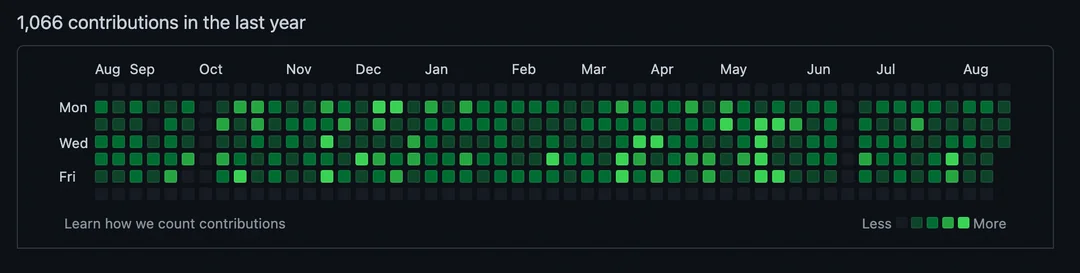 1,066 contributions in the last year
Aug Sep Oct Nov Dec Jan Feb Mar Apr May Jun Jul Aug
Mon
Wed
Fri
Learn how we count contributions
Less More